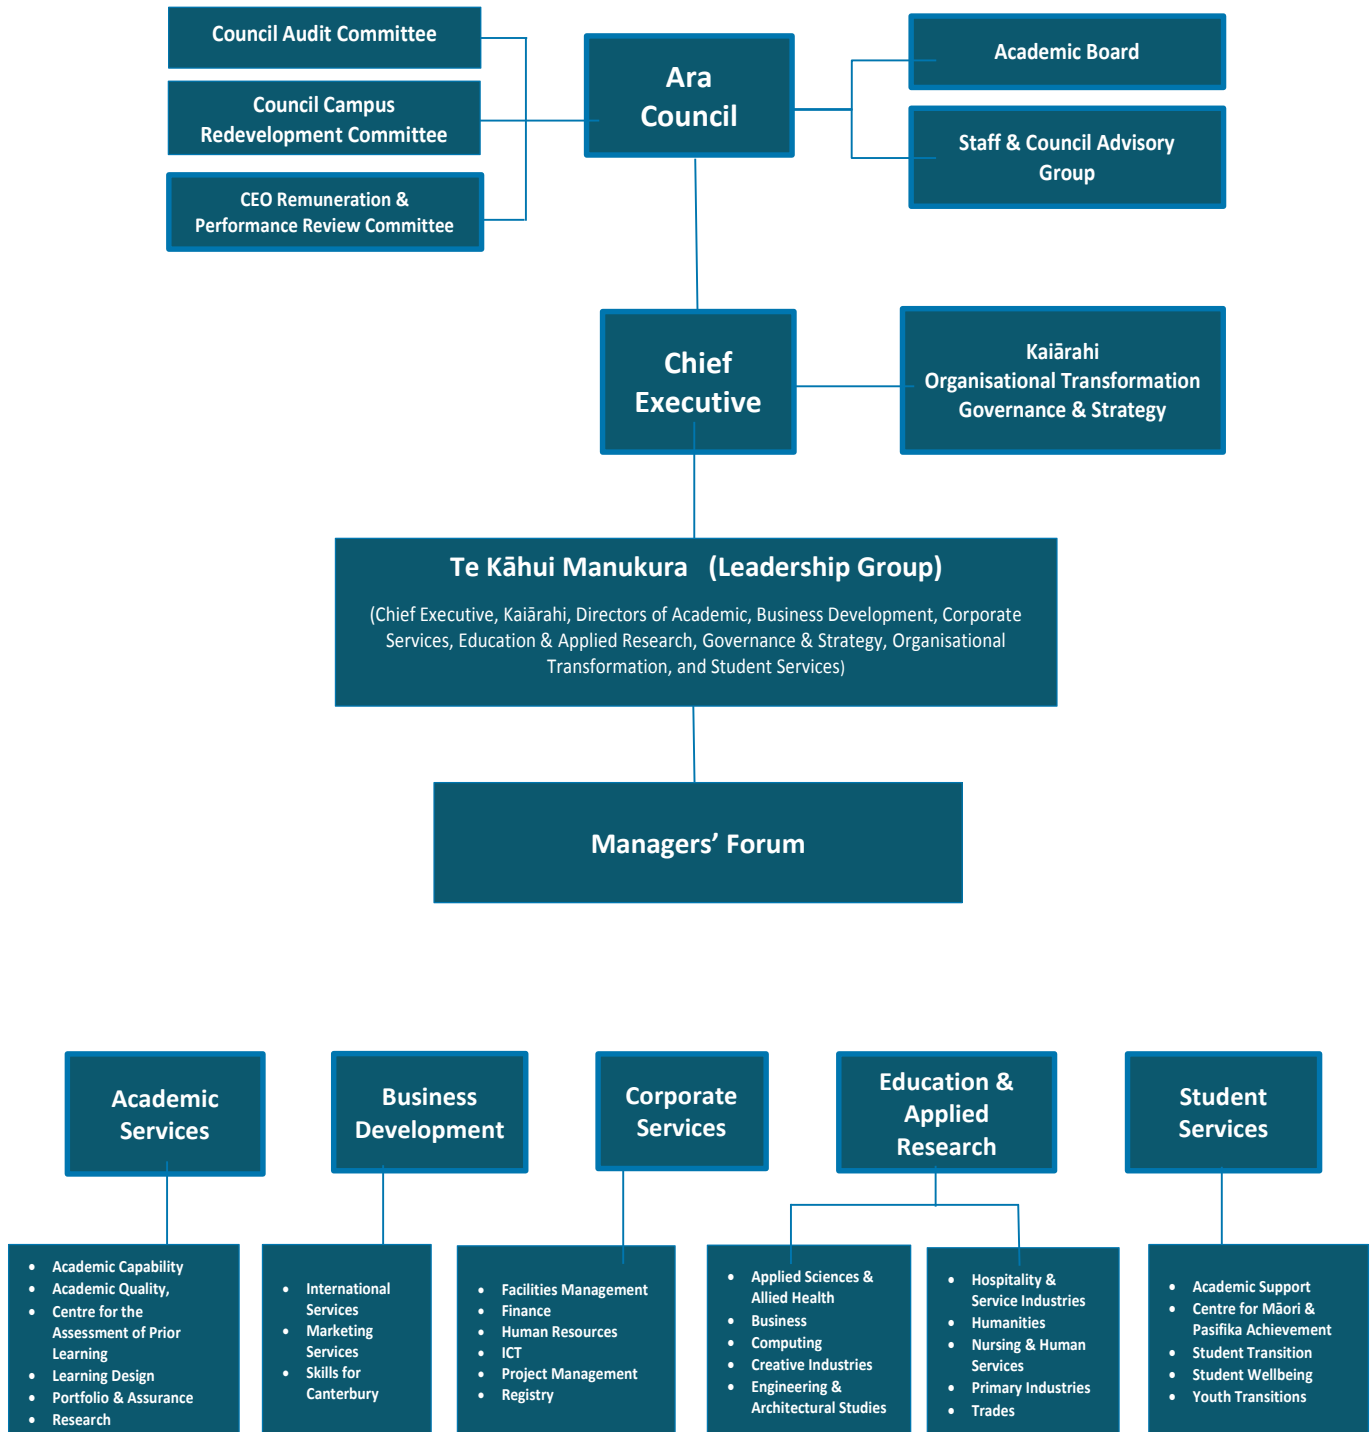 Council Audit Committee
Council Campus
Redevelopment Committee
CEO Remuneration &
Performance Review Committee
Ara
Council
Academic Board
Staff & Council Advisory
Group
Chief
Executive
Kaiārahi
Organisational Transformation
Governance & Strategy
Te Kāhui Manukura (Leadership Group)
(Chief Executive, Kaiārahi, Directors of Academic, Business Development, Corporate
Services, Education & Applied Research, Governance & Strategy, Organisational
Transformation, and Student Services)
Managers’ Forum
Academic
Services
• Academic Capability
• Academic Quality,
• Centre for the
Assessment of Prior
Learning
• Learning Design
• Portfolio & Assurance
• Research
Business
Development
• International
Services
• Marketing
Services
• Skills for
Canterbury
Corporate
Services
• Facilities Management
• Finance
• Human Resources
• ICT
• Project Management
• Registry
Education &
Applied
Research
• Applied Sciences &
Allied Health
• Business
• Computing
• Creative Industries
• Engineering &
Architectural Studies
• Hospitality &
Service Industries
• Humanities
• Nursing & Human
Services
• Primary Industries
• Trades
Student
Services
• Academic Support
• Centre for Māori &
Pasifika Achievement
• Student Transition
• Student Wellbeing
• Youth Transitions